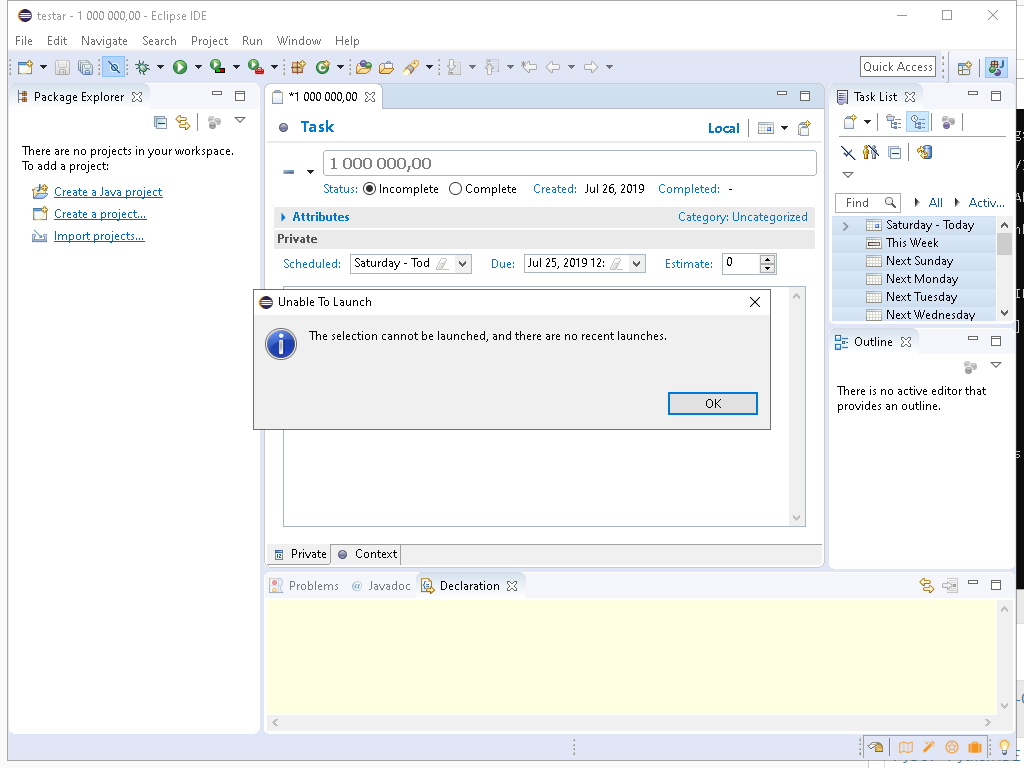 testar - 1 000 000,00 - Eclipse IDE
File Edit Navigate Search Project Run Window Help
Quick Access
Package Explorer
There are no projects in your workspace.
To add a project:
Create a Java project
Create a project...
Import projects...
*1 000 000,00
Task
Local
1 000 000,00
Status: Incomplete Complete Created: Jul 26, 2019 Completed: -
Attributes Category: Uncategorized
Private
Scheduled: Saturday - Tod Due: Jul 25, 2019 12: Estimate: 0
Unable To Launch
The selection cannot be launched, and there are no recent launches.
OK
Private Context
Problems @ Javadoc Declaration
Task List
Find All Activ...
Saturday - Today
This Week
Next Sunday
Next Monday
Next Tuesday
Next Wednesday
Outline
There is no active editor that
provides an outline.